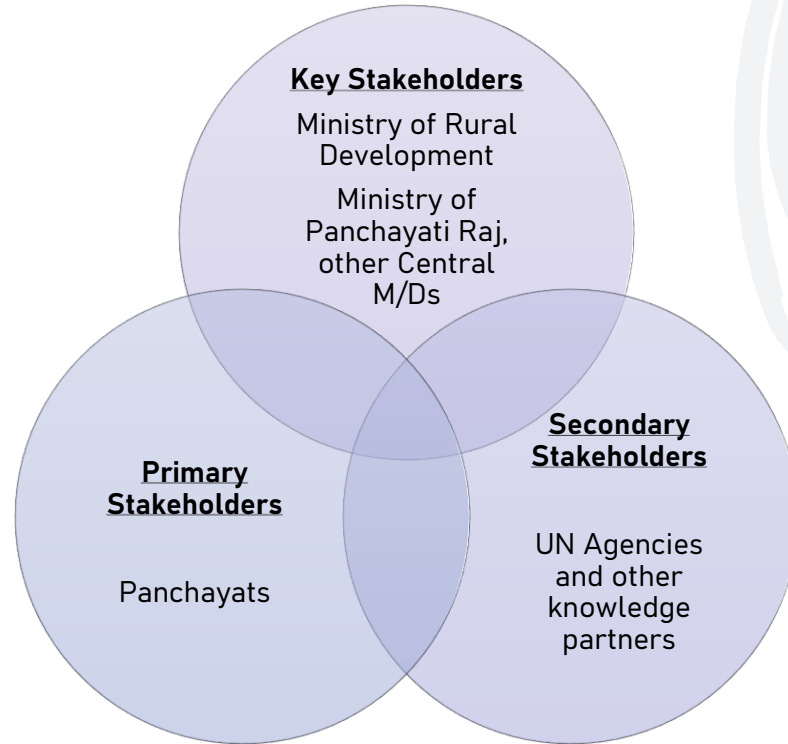 Key Stakeholders
Ministry of Rural
Development
Ministry of
Panchayati Raj,
other Central
M/Ds
Primary
Stakeholders
Panchayats
Secondary
Stakeholders
UN Agencies
and other
knowledge
partners